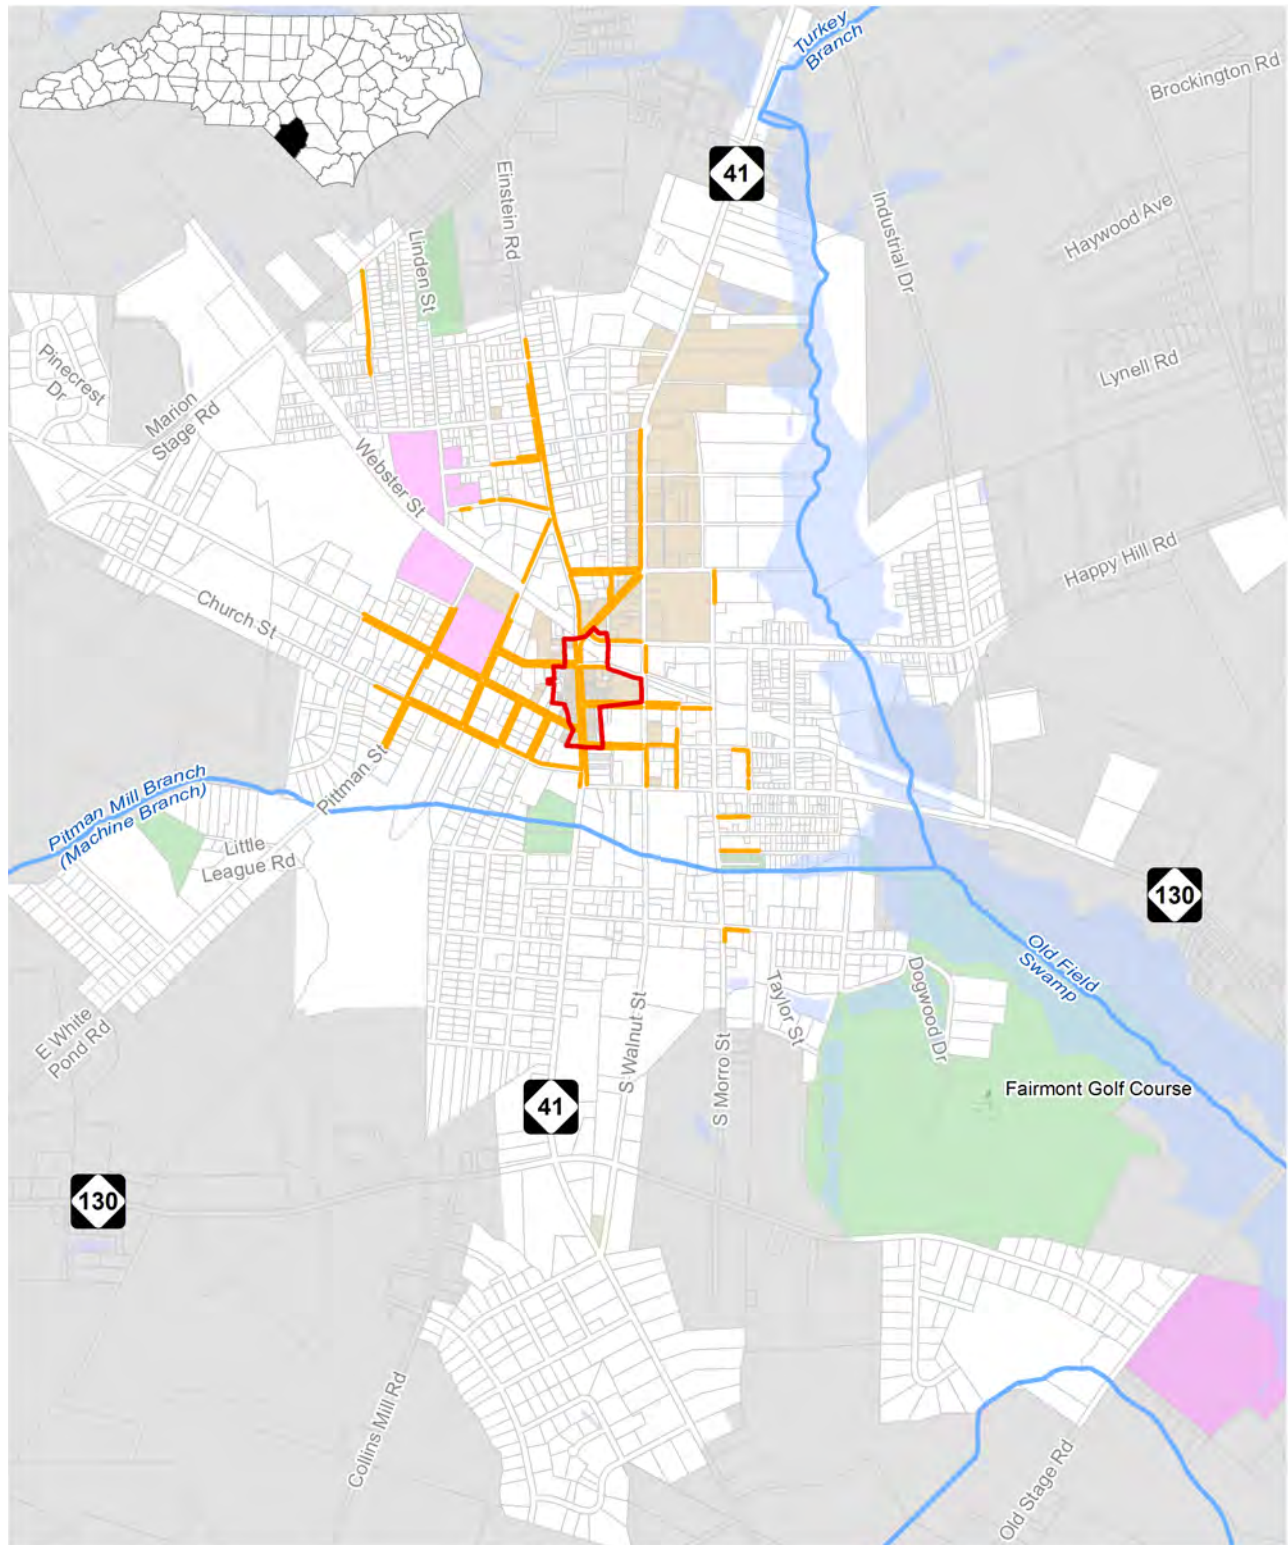 Turkey
Branch
Brockington Rd
41
Einstein Rd
Linden St
Industrial Dr
Haywood Ave
Pinecrest
Dr
Lynell Rd
Marion
Stage Rd
Webster St
Happy Hill Rd
Church St
Pittman St
Pitman Mill Branch
(Machine Branch)
Little
League Rd
130
Old Field
Swamp
Dogwood Dr
Taylor St
E White
Pond Rd
S Walnut St
S Morro St
Fairmont Golf Course
41
130
Collins Mill Rd
Old Stage Rd